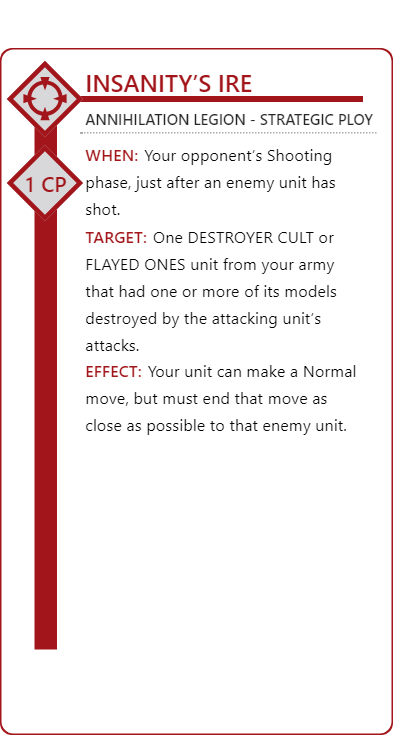 INSANITY’S IRE
ANNIHILATION LEGION - STRATEGIC PLOY
WHEN: Your opponent’s Shooting
1 CP
phase, just after an enemy unit has
shot.
TARGET: One DESTROYER CULT or
FLAYED ONES unit from your army
that had one or more of its models
destroyed by the attacking unit’s
attacks.
EFFECT: Your unit can make a Normal
move, but must end that move as
close as possible to that enemy unit.